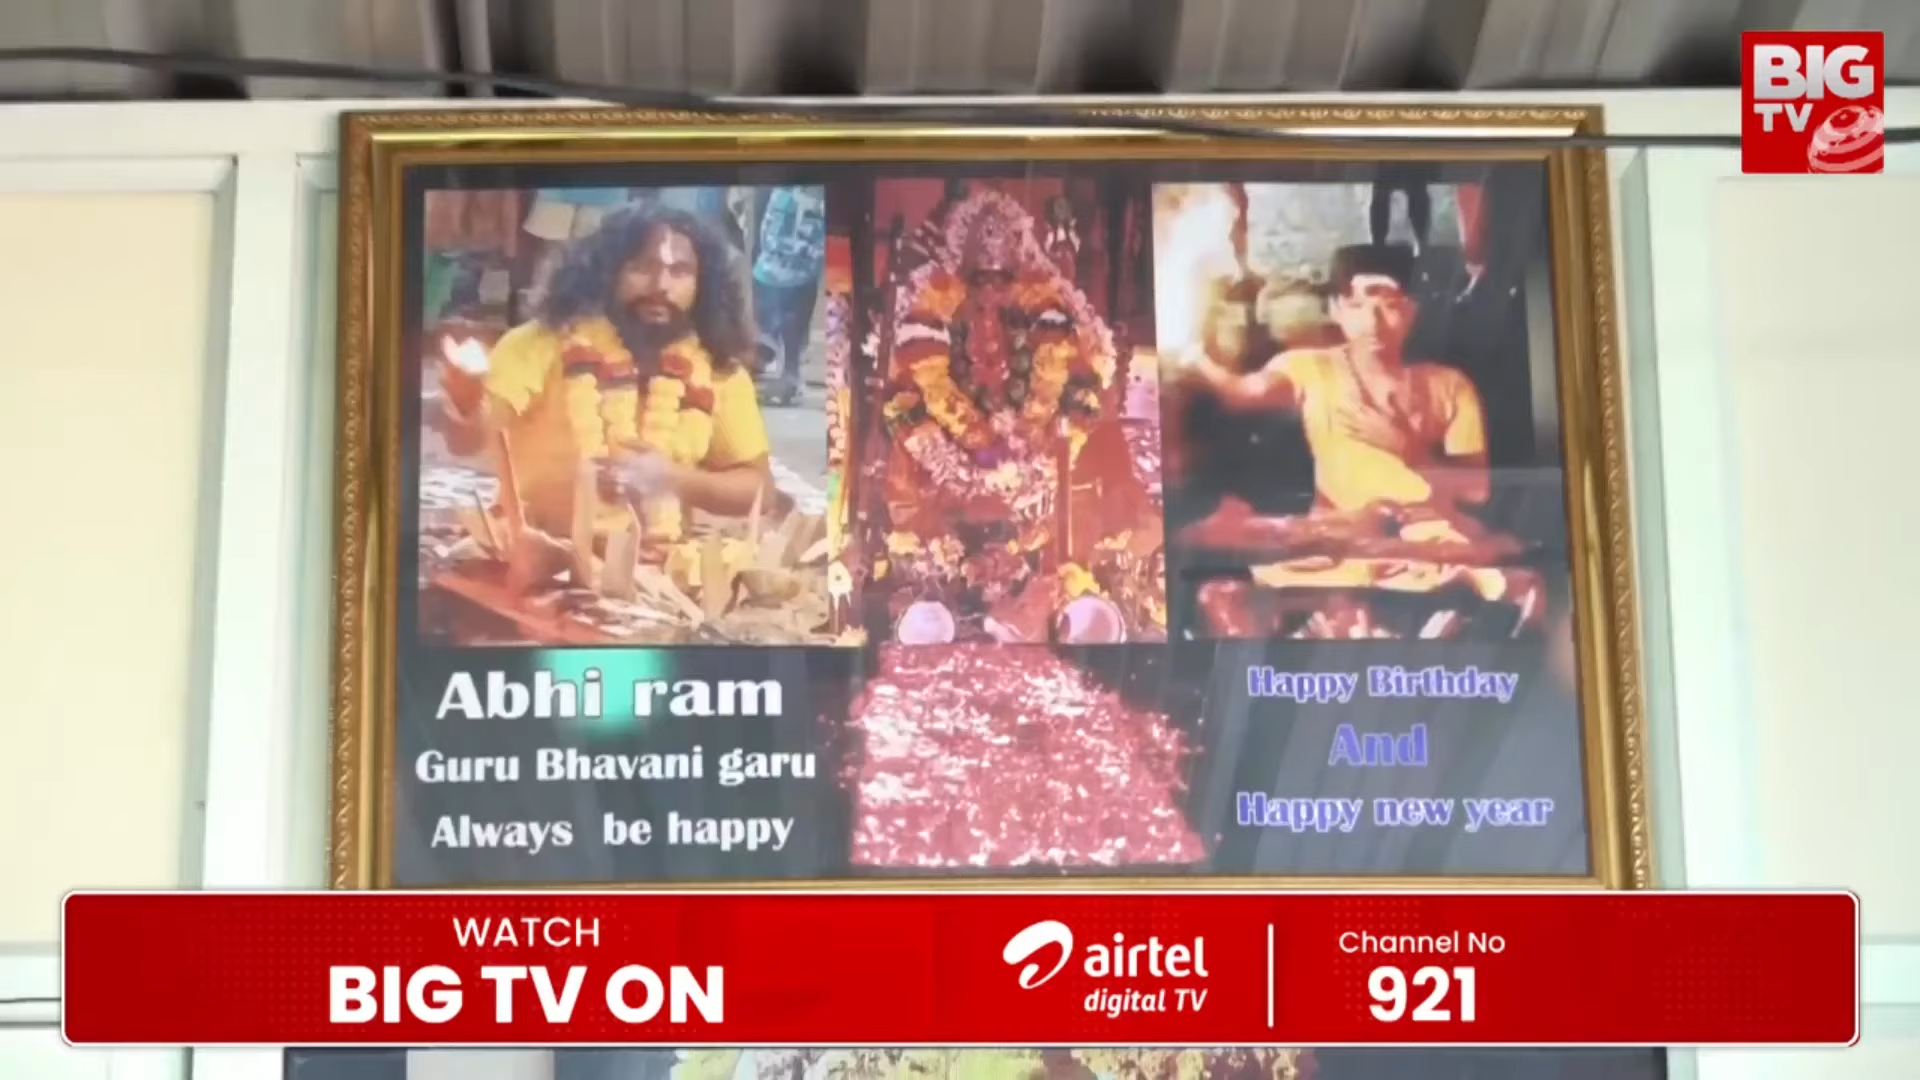 BIG
TV
Abhi ram
Guru Bhavani garu
Always be happy
Happy Birthday
And
Happy new year
WATCH
BIG TV ON
airtel
digital TV
Channel No
921